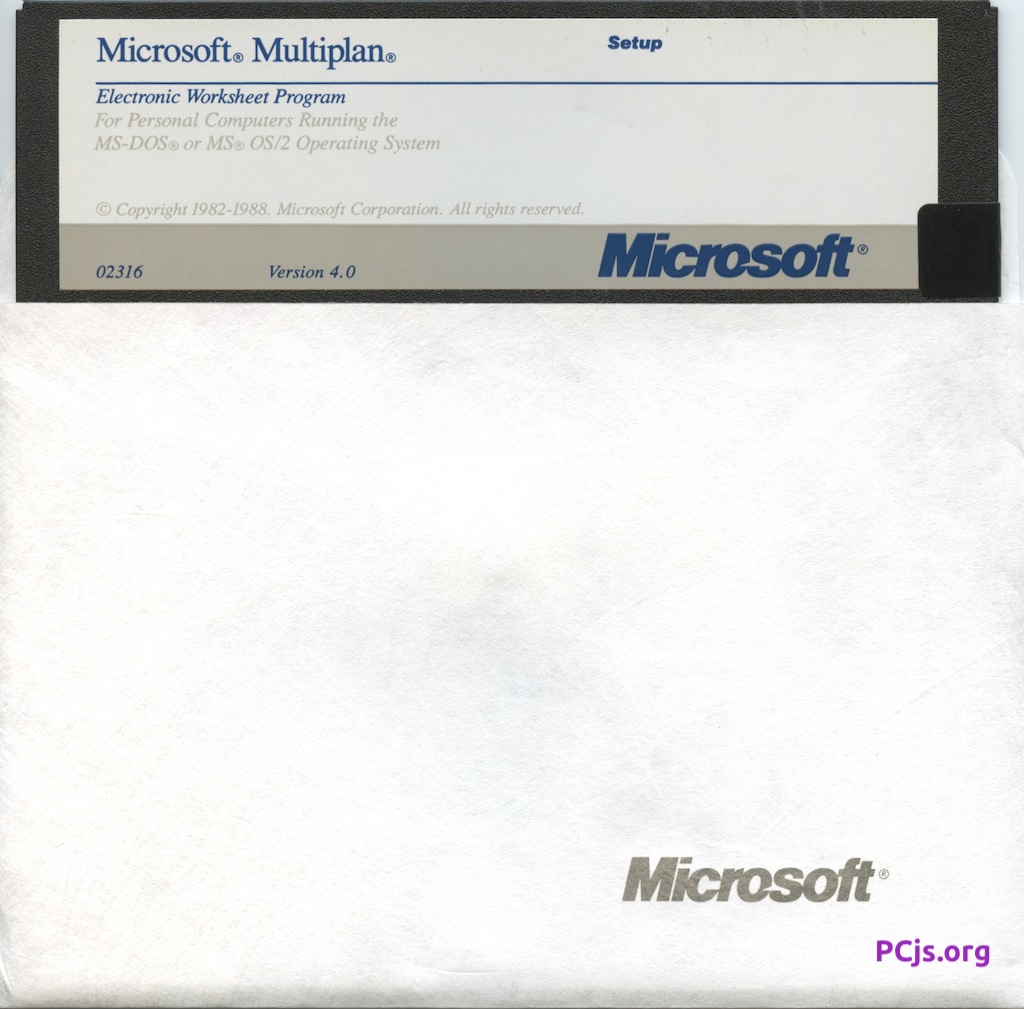 Microsoft® Multiplan®
Setup
Electronic Worksheet Program
For Personal Computers Running the
MS-DOS® or MS® OS/2 Operating System
© Copyright 1982-1988. Microsoft Corporation. All rights reserved.
02316 Version 4.0
Microsoft®
Microsoft®
PCjs.org